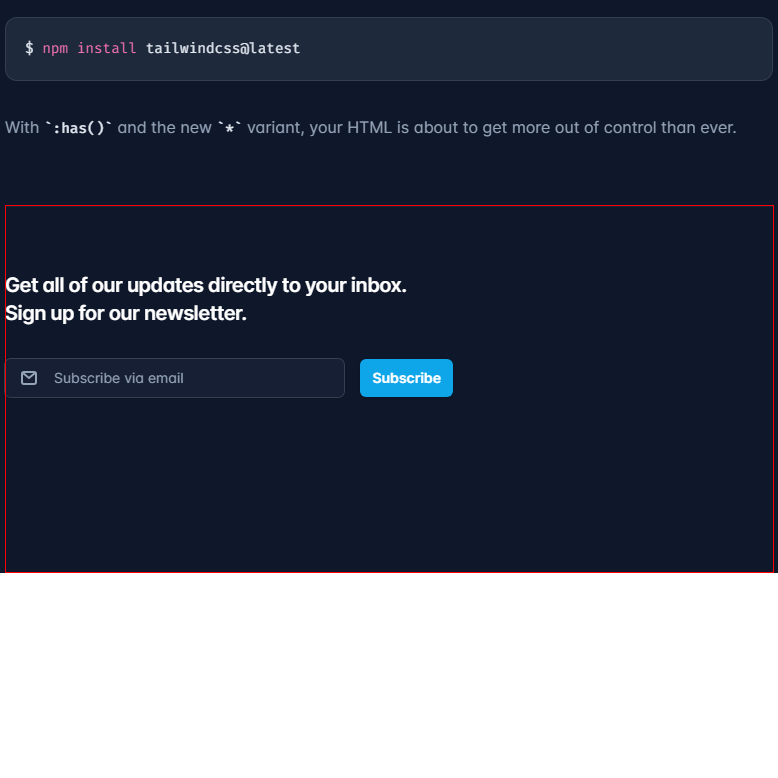 $ npm install tailwindcss@latest
With `:has()` and the new `*` variant, your HTML is about to get more out of control than ever.
Get all of our updates directly to your inbox.
Sign up for our newsletter.
Subscribe via email
Subscribe